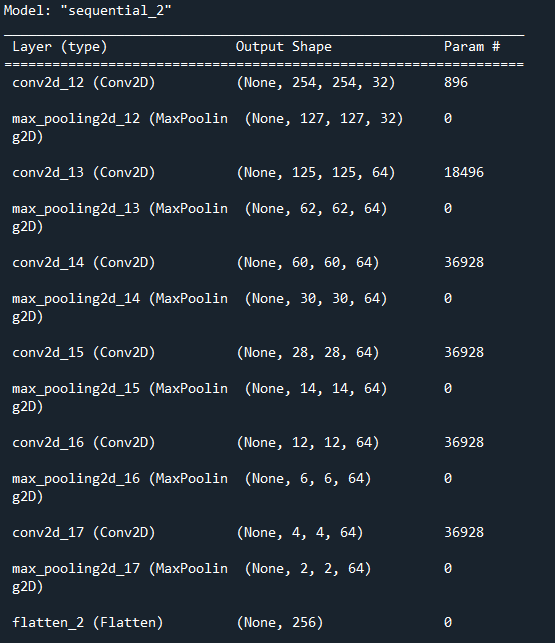 Model: "sequential_2"
_________________________________________________________________
Layer (type) Output Shape Param #
=================================================================
conv2d_12 (Conv2D) (None, 254, 254, 32) 896
max_pooling2d_12 (MaxPoolin (None, 127, 127, 32) 0
g2D)
conv2d_13 (Conv2D) (None, 125, 125, 64) 18496
max_pooling2d_13 (MaxPoolin (None, 62, 62, 64) 0
g2D)
conv2d_14 (Conv2D) (None, 60, 60, 64) 36928
max_pooling2d_14 (MaxPoolin (None, 30, 30, 64) 0
g2D)
conv2d_15 (Conv2D) (None, 28, 28, 64) 36928
max_pooling2d_15 (MaxPoolin (None, 14, 14, 64) 0
g2D)
conv2d_16 (Conv2D) (None, 12, 12, 64) 36928
max_pooling2d_16 (MaxPoolin (None, 6, 6, 64) 0
g2D)
conv2d_17 (Conv2D) (None, 4, 4, 64) 36928
max_pooling2d_17 (MaxPoolin (None, 2, 2, 64) 0
g2D)
flatten_2 (Flatten) (None, 256) 0